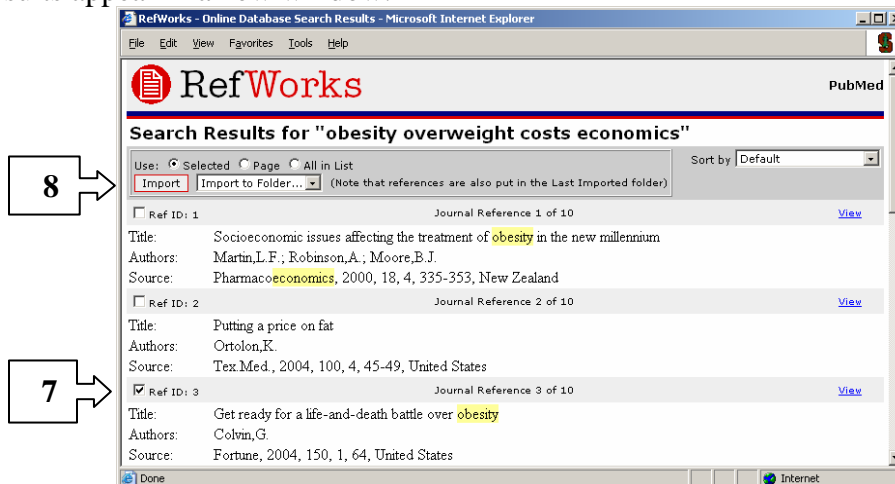 RefWorks - Online Database Search Results - Microsoft Internet Explorer
File Edit View Favorites Tools Help
RefWorks
PubMed
Search Results for "obesity overweight costs economics"
Use: Selected Page All in List
Sort by Default
8
Import Import to Folder... (Note that references are also put in the Last Imported folder)
Ref ID: 1 Journal Reference 1 of 10 View
Title: Socioeconomic issues affecting the treatment of obesity in the new millennium
Authors: Martin,L.F.; Robinson,A.; Moore,B.J.
Source: Pharmacoeconomics, 2000, 18, 4, 335-353, New Zealand
Ref ID: 2 Journal Reference 2 of 10 View
Title: Putting a price on fat
Authors: Ortolon,K.
Source: Tex.Med., 2004, 100, 4, 45-49, United States
7
Ref ID: 3 Journal Reference 3 of 10 View
Title: Get ready for a life-and-death battle over obesity
Authors: Colvin,G.
Source: Fortune, 2004, 150, 1, 64, United States
Done Internet